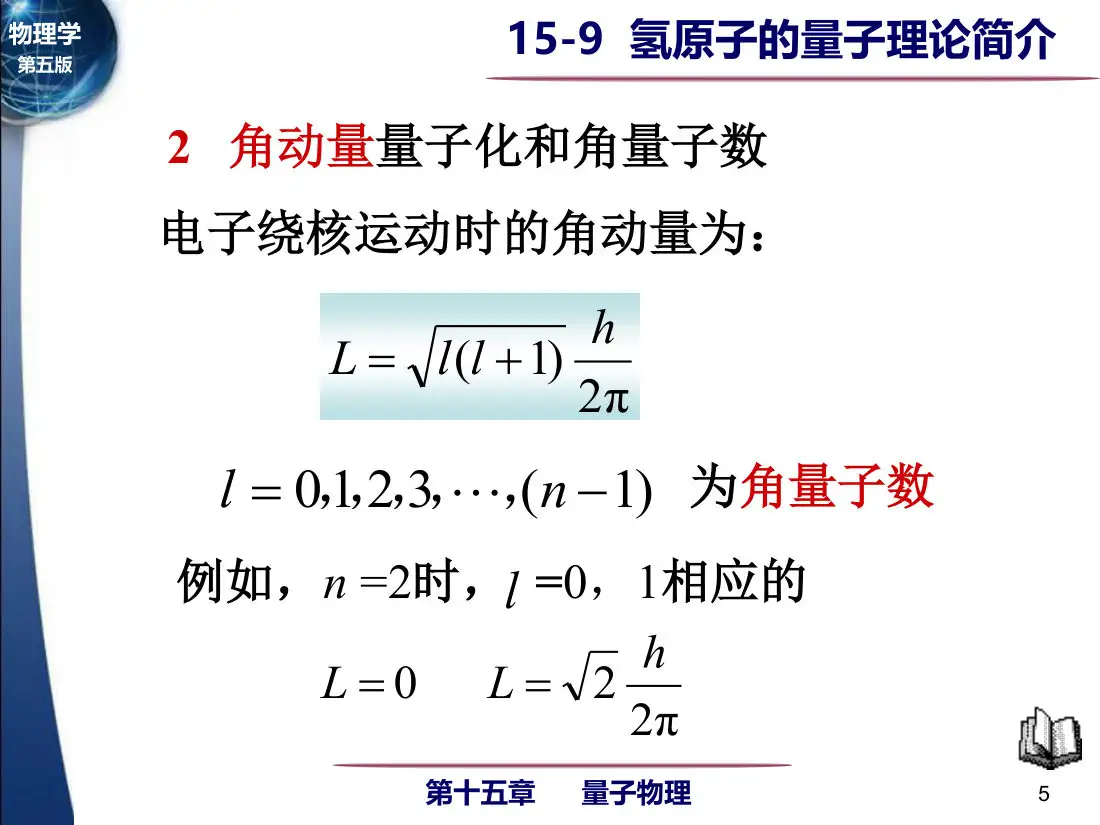 物理学
第五版
15-9 氢原子的量子理论简介
2 角动量量子化和角量子数
电子绕核运动时的角动量为：
L = √l(l + 1) h/2π
l = 0,1,2,3,⋯,(n − 1) 为角量子数
例如，n =2时，l =0，1相应的
L = 0 L = √2 h/2π
第十五章 量子物理
5